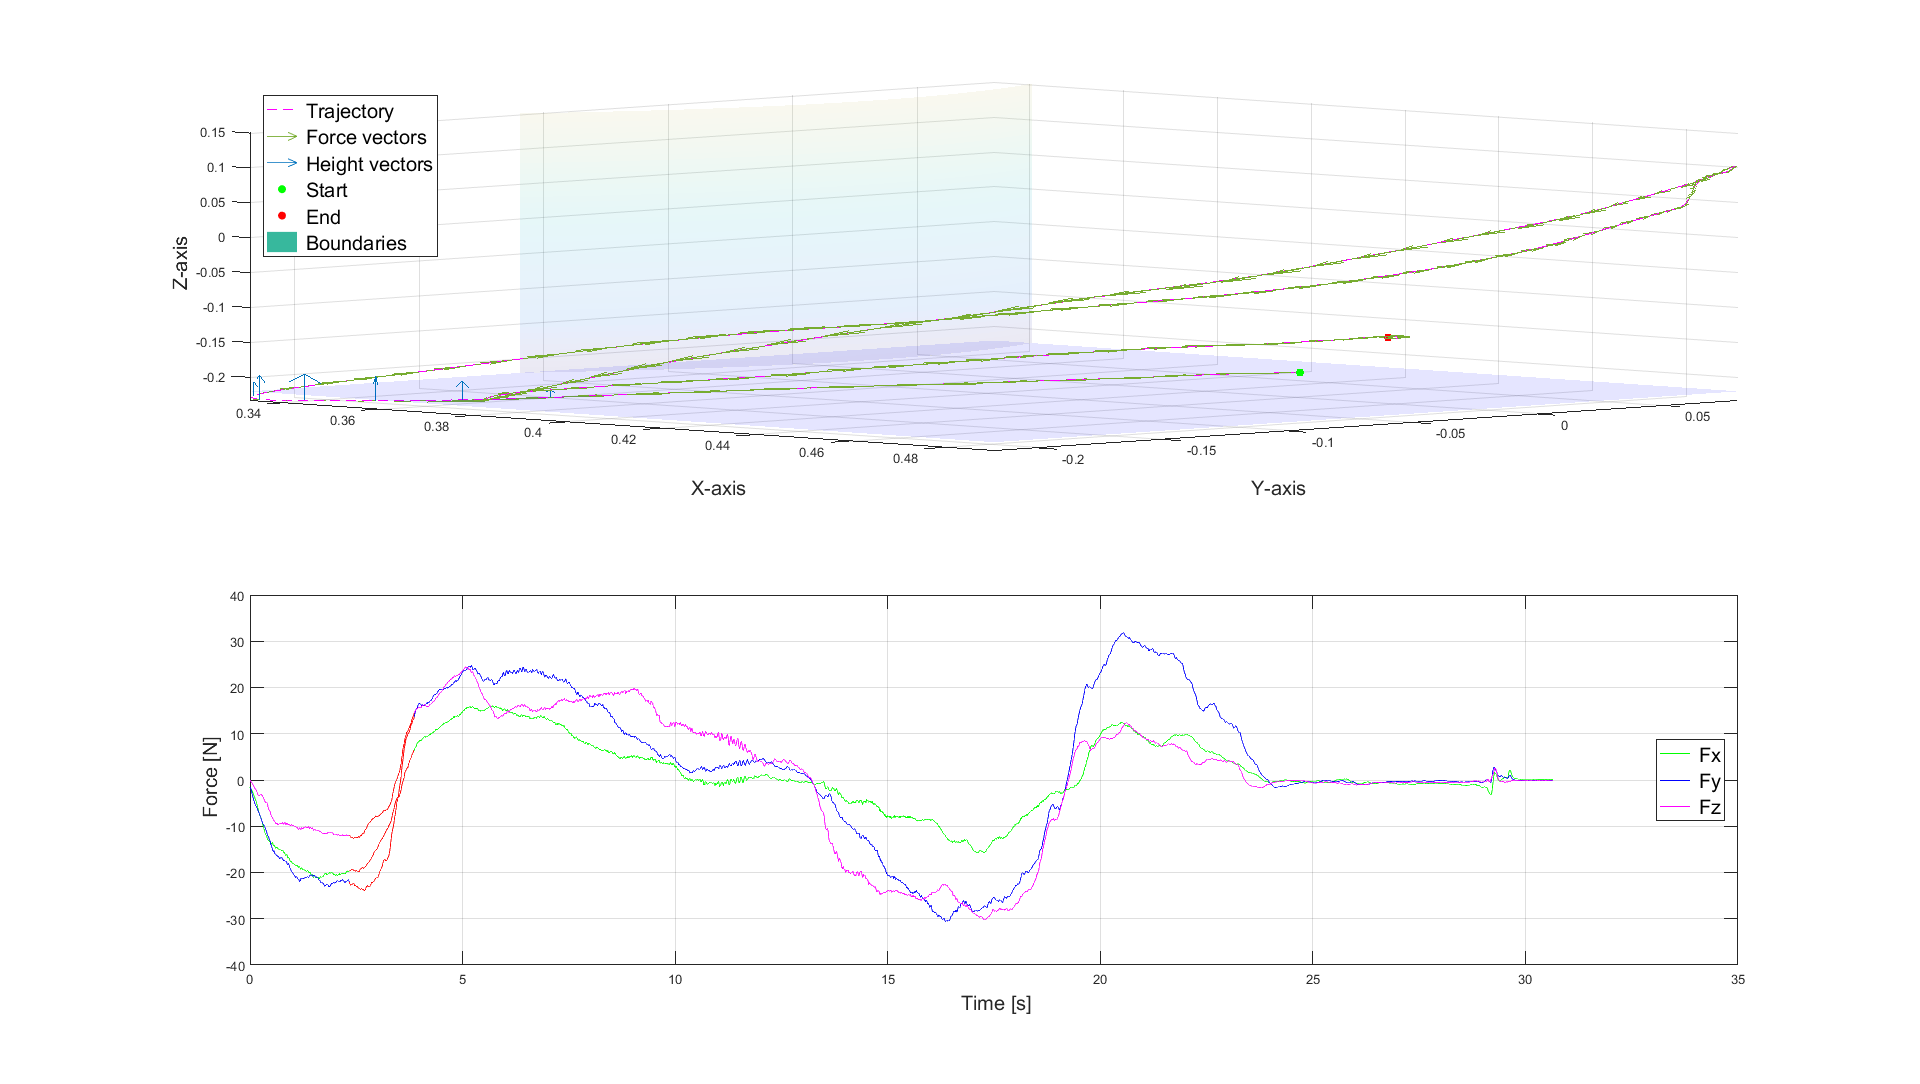 Trajectory
Force vectors
Height vectors
Start
End
Boundaries
0.15
0.1
0.05
0
-0.05
-0.1
-0.15
-0.2
Z-axis
0.34
0.36
0.38
0.4
0.42
0.44
0.46
0.48
-0.2
-0.15
-0.1
-0.05
0
0.05
X-axis
Y-axis
40
30
20
10
0
-10
-20
-30
-40
Force [N]
Fx
Fy
Fz
0
5
10
15
20
25
30
35
Time [s]